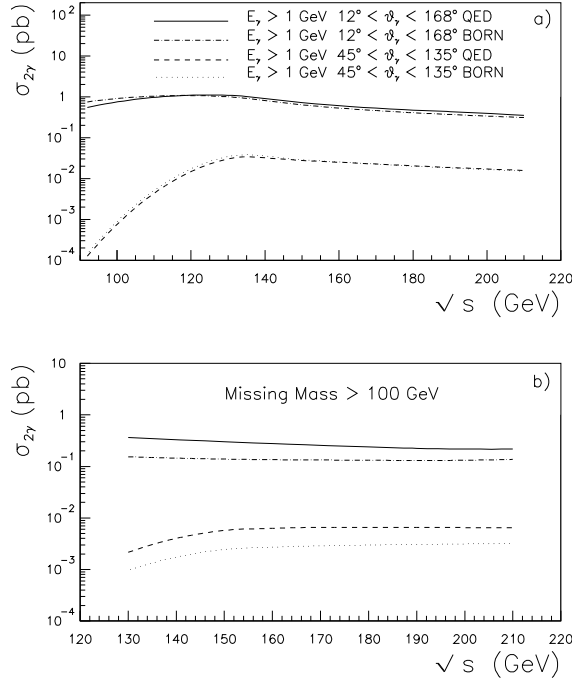 10²
10
1
10⁻¹
10⁻²
10⁻³
10⁻⁴
σ₂ᵧ (pb)
a)
Eᵧ > 1 GeV 12° < ϑᵧ < 168° QED
Eᵧ > 1 GeV 12° < ϑᵧ < 168° BORN
Eᵧ > 1 GeV 45° < ϑᵧ < 135° QED
Eᵧ > 1 GeV 45° < ϑᵧ < 135° BORN
100 120 140 160 180 200 220
√ s (GeV)
10
1
10⁻¹
10⁻²
10⁻³
10⁻⁴
σ₂ᵧ (pb)
b)
Missing Mass > 100 GeV
120 130 140 150 160 170 180 190 200 210 220
√ s (GeV)